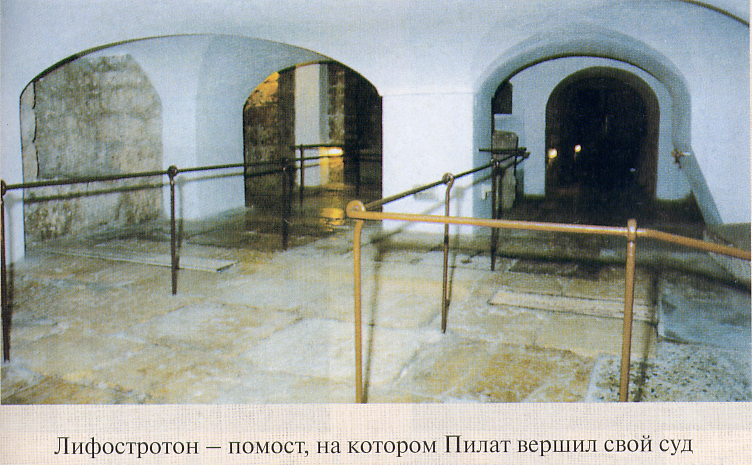 Лифостротон – помост, на котором Пилат вершил свой суд